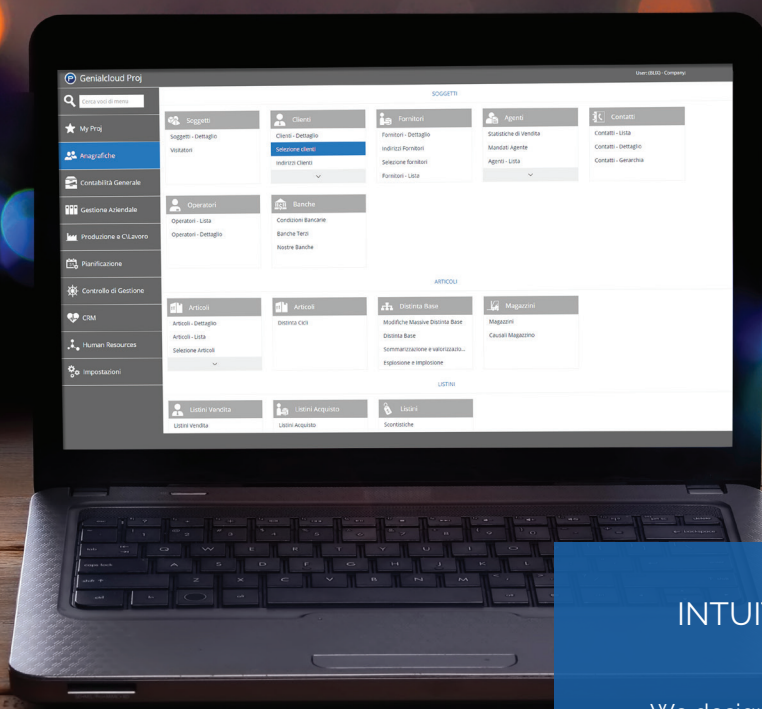 Genialcloud Proj
User: (BLU) - Company:
Cerca voci di menu
My Proj
Anagrafiche
Contabilità Generale
Gestione Aziendale
Produzione e C\Lavoro
Pianificazione
Controllo di Gestione
CRM
Human Resources
Impostazioni
SOGGETTI
Soggetti
Soggetti - Dettaglio
Visitatori
Clienti
Clienti - Dettaglio
Selezione clienti
Indirizzi Clienti
Fornitori
Fornitori - Dettaglio
Indirizzi Fornitori
Selezione fornitori
Fornitori - Lista
Agenti
Statistiche di Vendita
Mandati Agente
Agenti - Lista
Contatti
Contatti - Lista
Contatti - Dettaglio
Contatti - Gerarchia
Operatori
Operatori - Lista
Operatori - Dettaglio
Banche
Condizioni Bancarie
Banche Terzi
Nostre Banche
ARTICOLI
Articoli
Articoli - Dettaglio
Articoli - Lista
Selezione Articoli
Articoli
Distinta Cicli
Distinta Base
Modifiche Massive Distinta Base
Distinta Base
Sommarizzazione e valorizzazio...
Esplosione e Implosione
Magazzini
Magazzini
Causali Magazzino
LISTINI
Listini Vendita
Listini Vendita
Listini Acquisto
Listini Acquisto
Listini
Scontistiche
INTUI
We desig